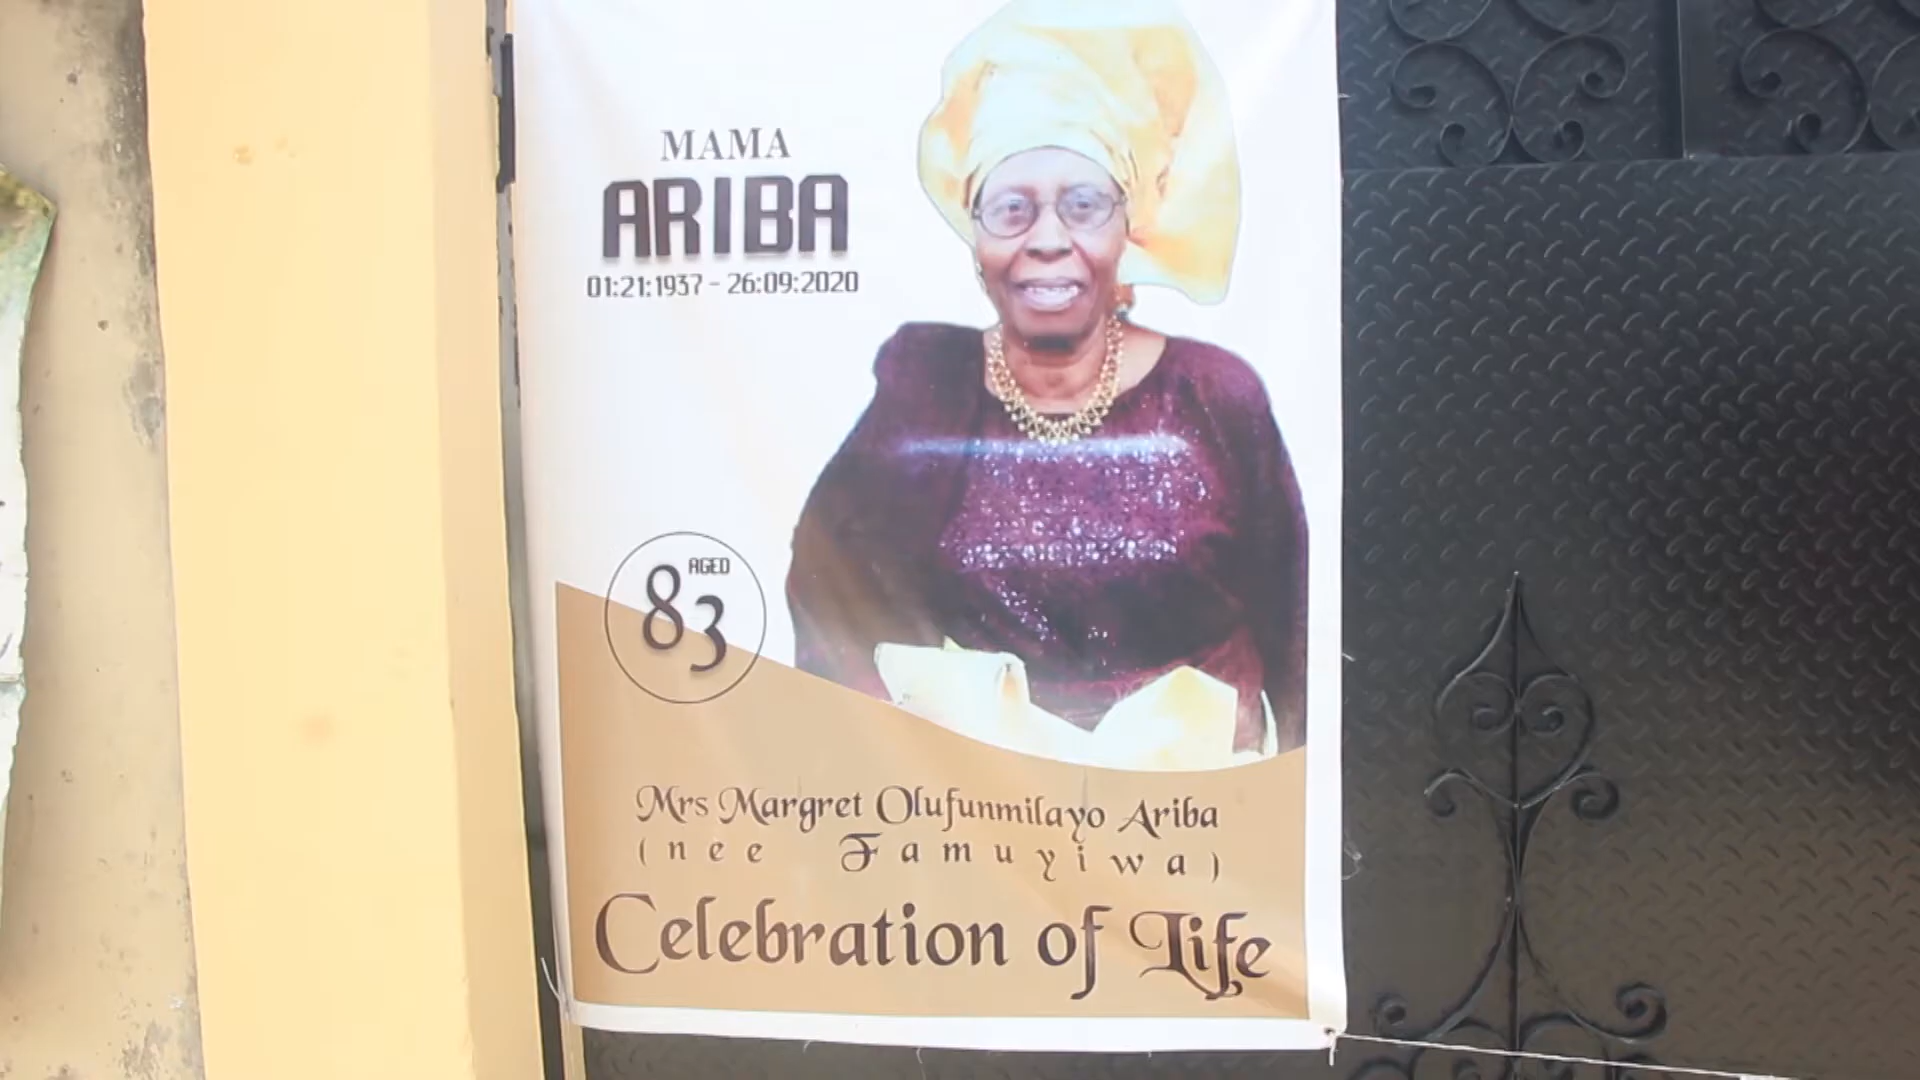 MAMA
ARIBA
01:21:1937 - 26:09:2020
AGED
83
Mrs Margret Olufunmilayo Ariba
(nee Famuyiwa)
Celebration of Life